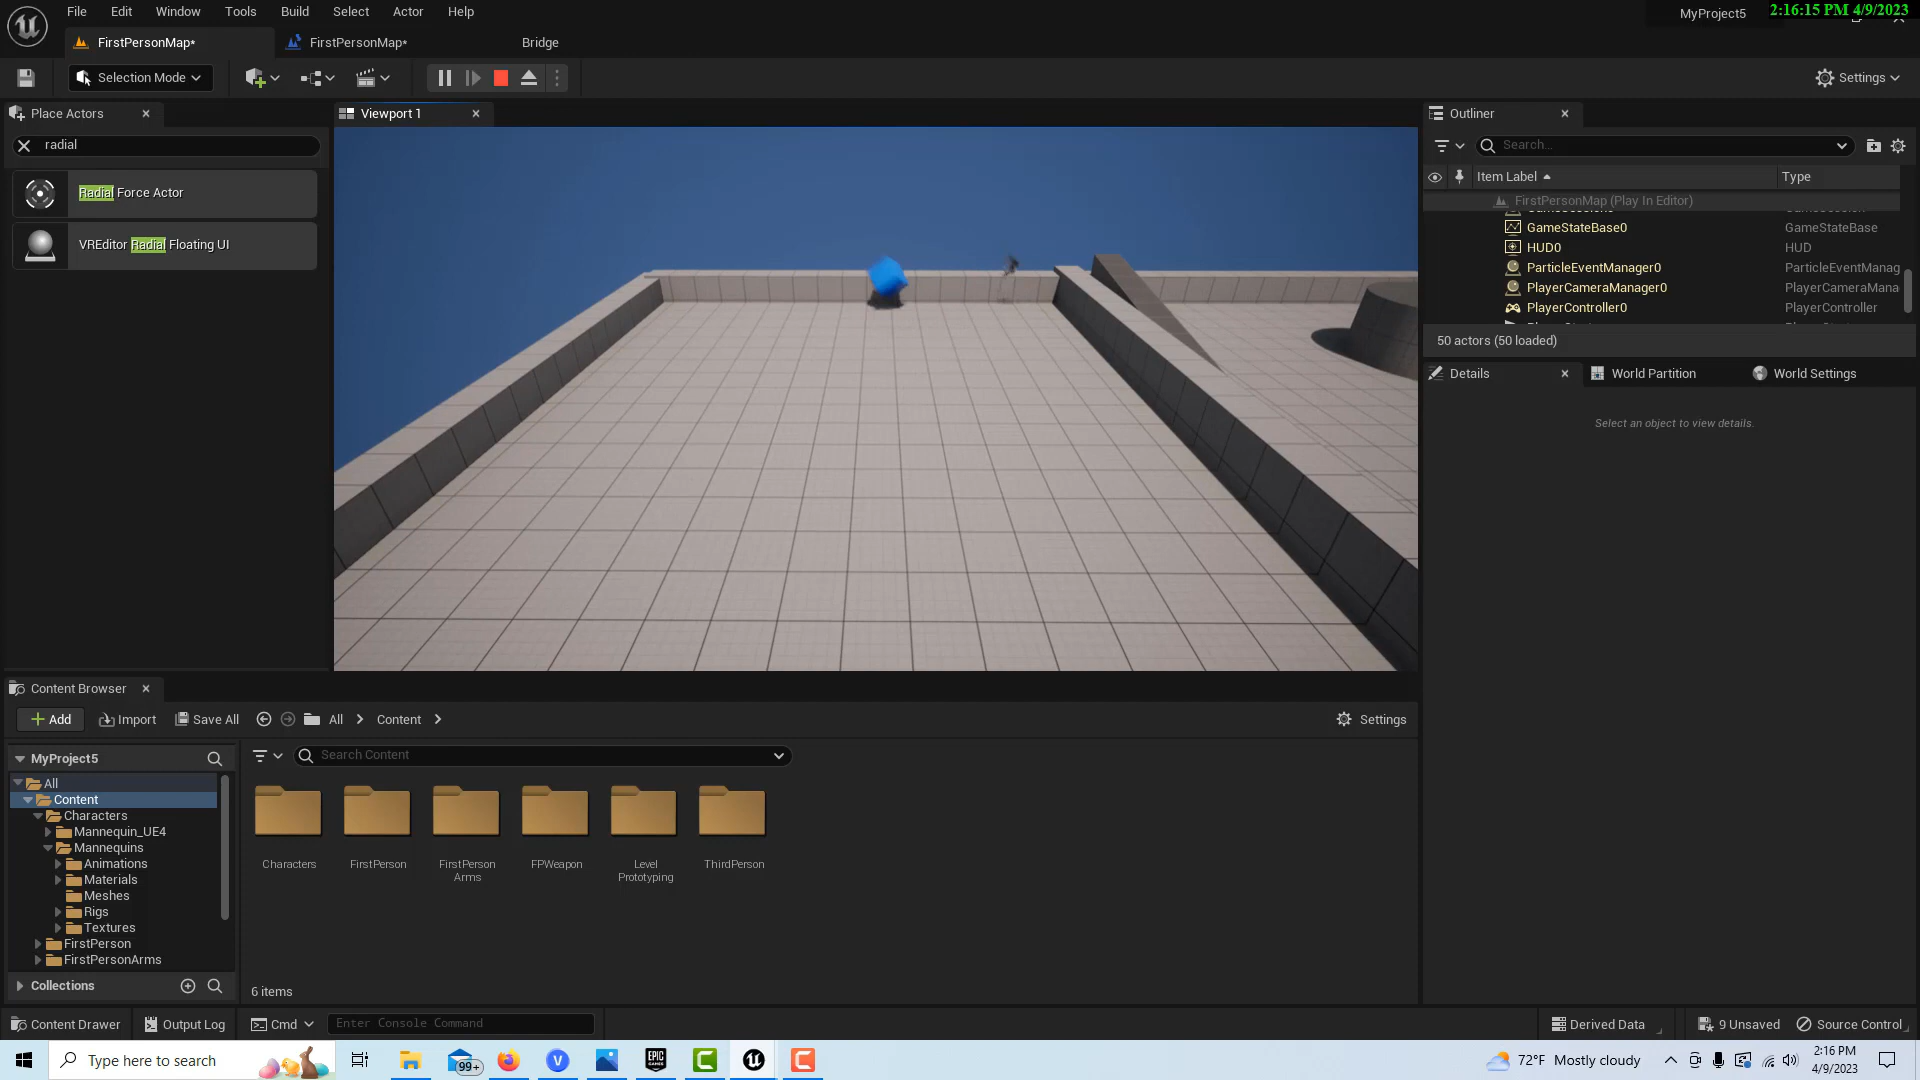 File Edit Window Tools Build Select Actor Help
MyProject5
2:16:15 PM 4/9/2023
FirstPersonMap*
FirstPersonMap*
Bridge
Selection Mode
Settings
Place Actors
Viewport 1
Outliner
radial
Search...
Item Label
Type
Radial Force Actor
FirstPersonMap (Play In Editor)
GameStateBase0 GameStateBase
VREditor Radial Floating UI
HUD0 HUD
ParticleEventManager0 ParticleEventManag
PlayerCameraManager0 PlayerCameraMana
PlayerController0 PlayerController
50 actors (50 loaded)
Details
World Partition
World Settings
Select an object to view details.
Content Browser
Add
Import
Save All
All
Content
Settings
MyProject5
Search Content
All
Content
Characters
Mannequin_UE4
Mannequins
Animations
Materials
Meshes
Rigs
Textures
FirstPerson
FirstPersonArms
Characters
FirstPerson
FirstPerson
Arms
FPWeapon
Level
Prototyping
ThirdPerson
Collections
6 items
Content Drawer
Output Log
Cmd
Enter Console Command
Derived Data
9 Unsaved
Source Control
Type here to search
99+
EPIC
GAMES
72°F Mostly cloudy
2:16 PM
4/9/2023